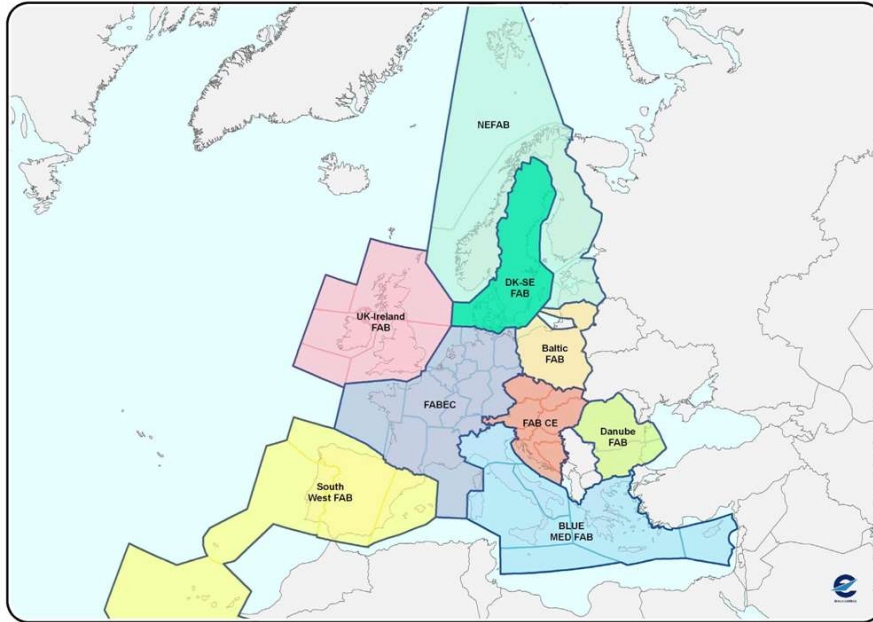 NEFAB
DK-SE
FAB
UK-Ireland
FAB
Baltic
FAB
FABEC
FAB CE
Danube
FAB
South
West FAB
BLUE
MED FAB